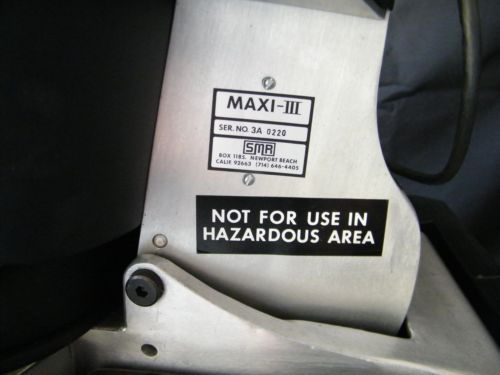 MAXI-III
SER. NO. 3A 0220
SMR
BOX 1185, NEWPORT BEACH
CALIF 92663 (714) 646-4405
NOT FOR USE IN
HAZARDOUS AREA